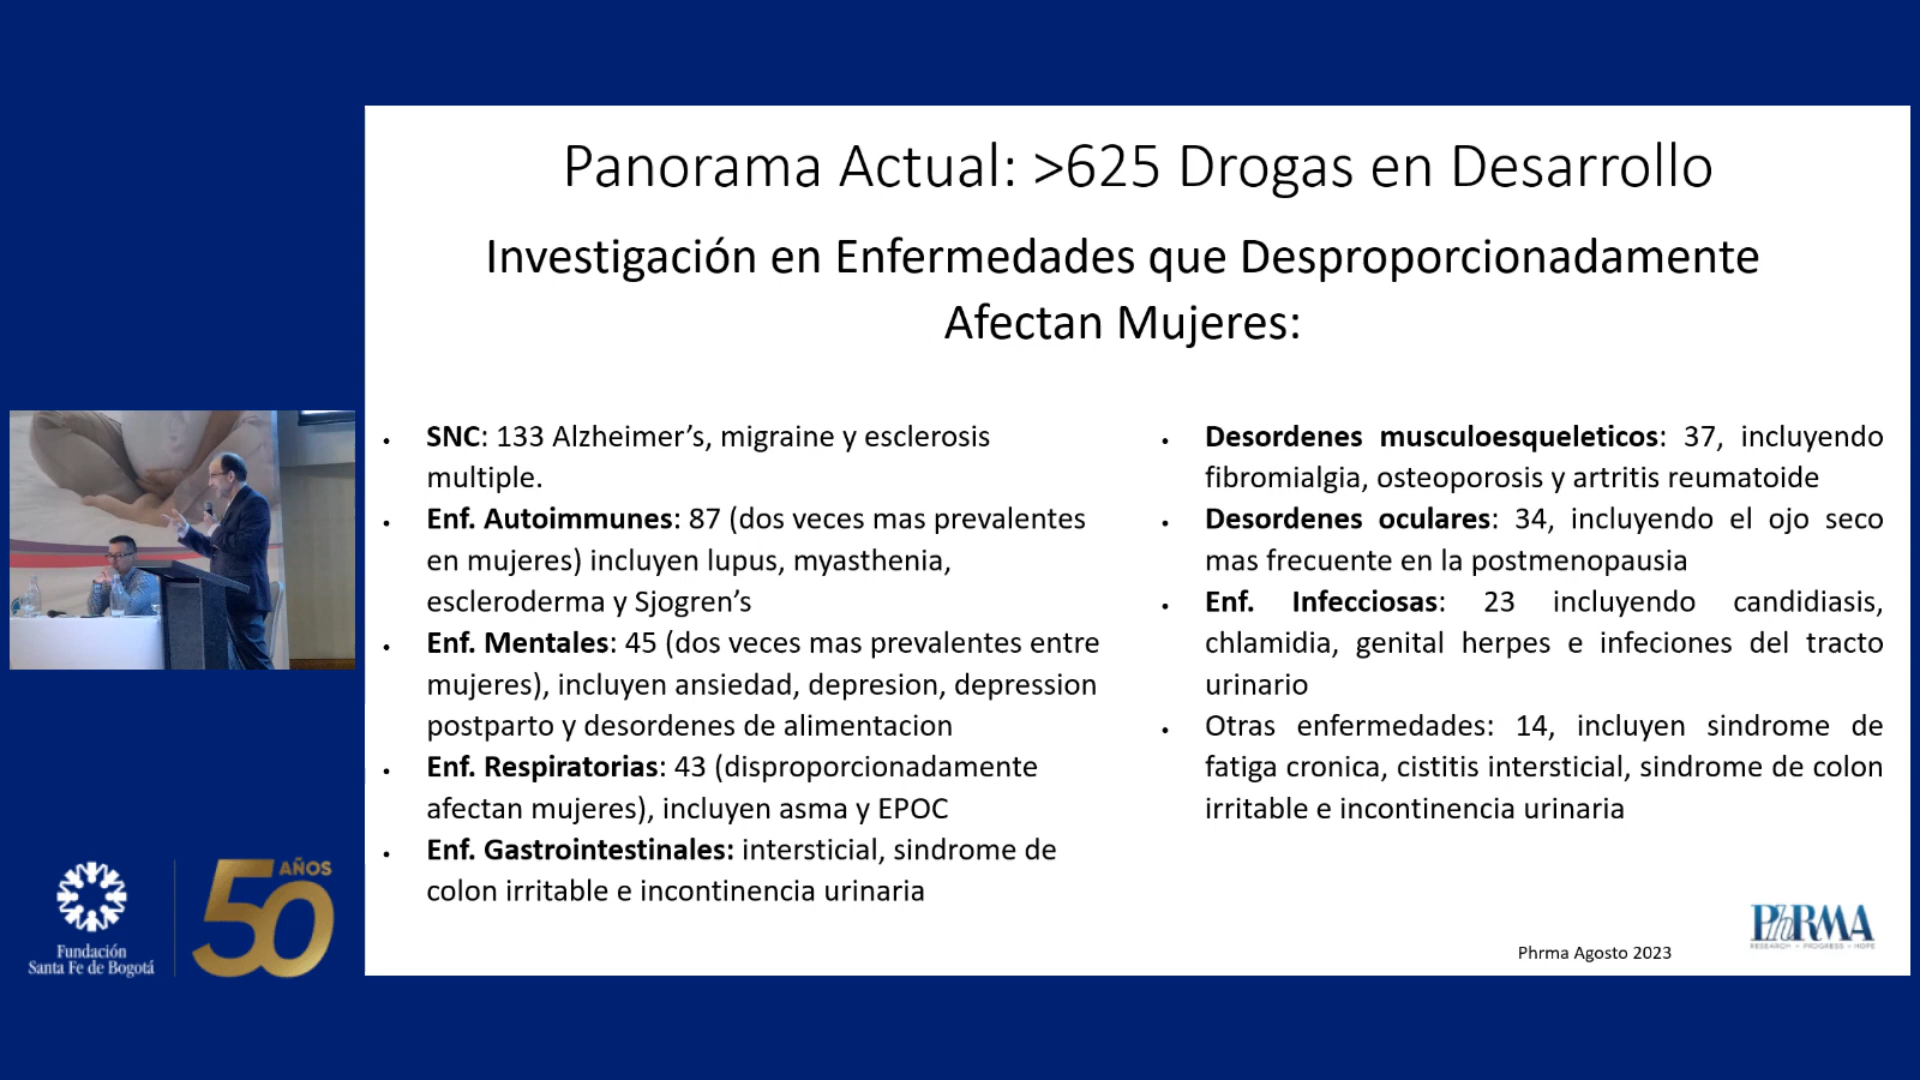 Panorama Actual: >625 Drogas en Desarrollo
Investigación en Enfermedades que Desproporcionadamente
Afectan Mujeres:
• SNC: 133 Alzheimer’s, migraine y esclerosis
multiple.
• Enf. Autoimmunes: 87 (dos veces mas prevalentes
en mujeres) incluyen lupus, myasthenia,
escleroderma y Sjogren’s
• Enf. Mentales: 45 (dos veces mas prevalentes entre
mujeres), incluyen ansiedad, depresion, depression
postparto y desordenes de alimentacion
• Enf. Respiratorias: 43 (disproporcionadamente
afectan mujeres), incluyen asma y EPOC
• Enf. Gastrointestinales: intersticial, sindrome de
colon irritable e incontinencia urinaria
• Desordenes musculoesqueleticos: 37, incluyendo
fibromialgia, osteoporosis y artritis reumatoide
• Desordenes oculares: 34, incluyendo el ojo seco
mas frecuente en la postmenopausia
• Enf. Infecciosas: 23 incluyendo candidiasis,
chlamidia, genital herpes e infeciones del tracto
urinario
• Otras enfermedades: 14, incluyen sindrome de
fatiga cronica, cistitis intersticial, sindrome de colon
irritable e incontinencia urinaria
Phrma Agosto 2023
PhRMA
RESEARCH • PROGRESS • HOPE
Fundación
Santa Fe de Bogotá
50 AÑOS